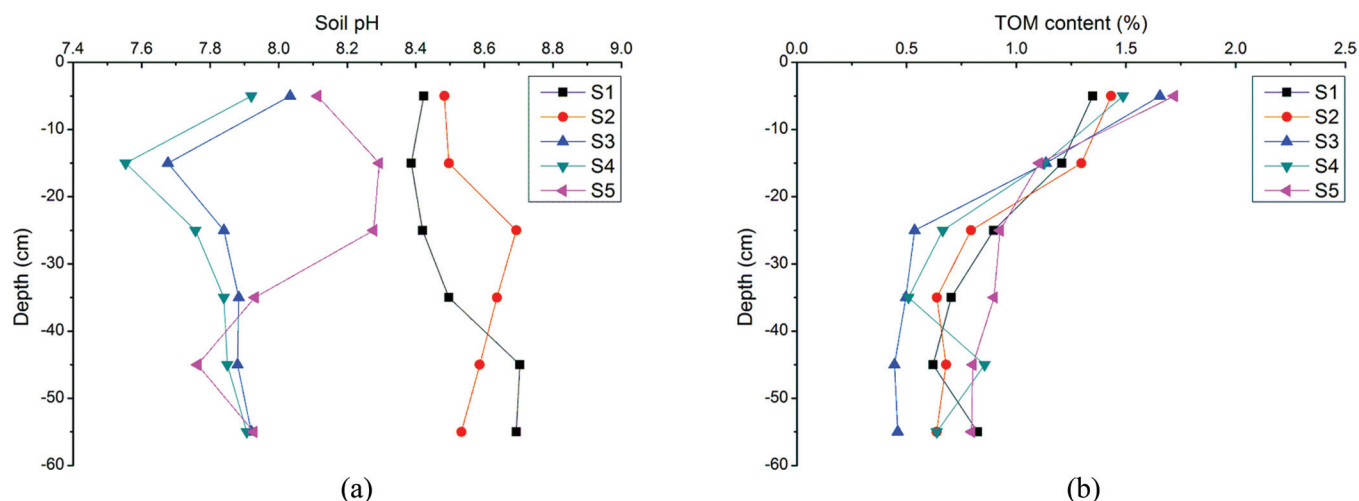 Soil pH
7.4 7.6 7.8 8.0 8.2 8.4 8.6 8.8 9.0
0
-10
-20
-30
-40
-50
-60
Depth (cm)
S1
S2
S3
S4
S5
(a)
TOM content (%)
0.0 0.5 1.0 1.5 2.0 2.5
0
-10
-20
-30
-40
-50
-60
Depth (cm)
S1
S2
S3
S4
S5
(b)